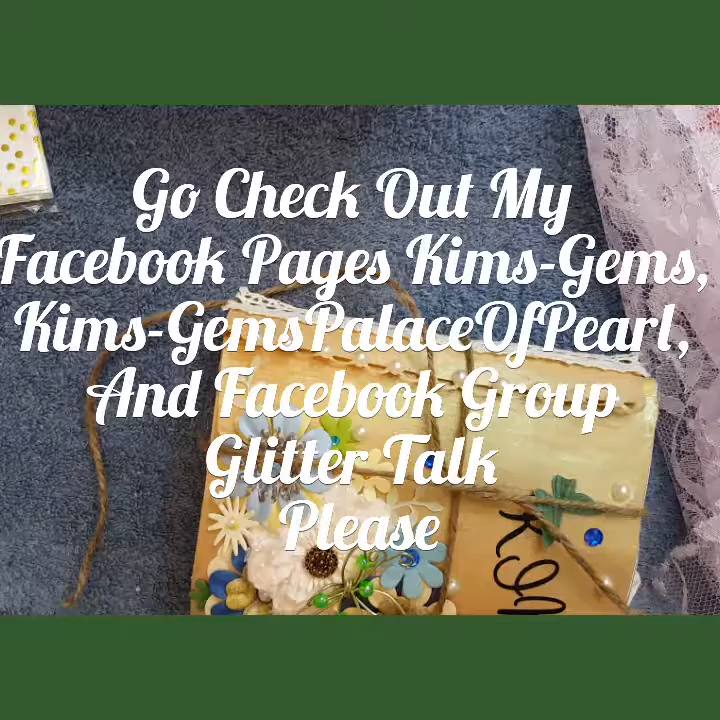 Go Check Out My
Facebook Pages Kims-Gems,
Kims-GemsPalaceOfPearl,
And Facebook Group
Glitter Talk
Please